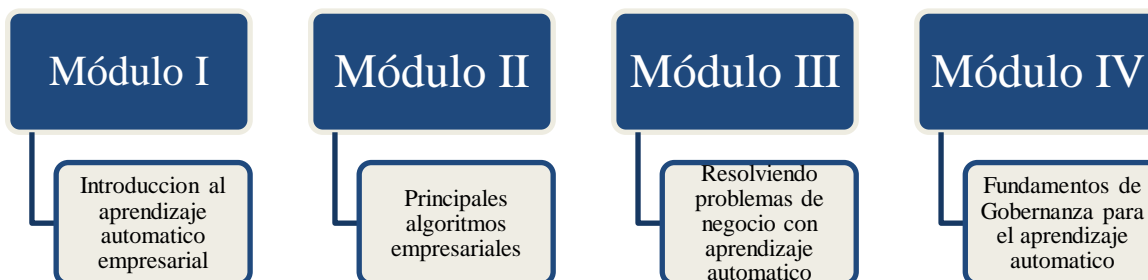 Módulo I
Introduccion al
aprendizaje
automatico
empresarial
Módulo II
Principales
algoritmos
empresariales
Módulo III
Resolviendo
problemas de
negocio con
aprendizaje
automatico
Módulo IV
Fundamentos de
Gobernanza para
el aprendizaje
automatico